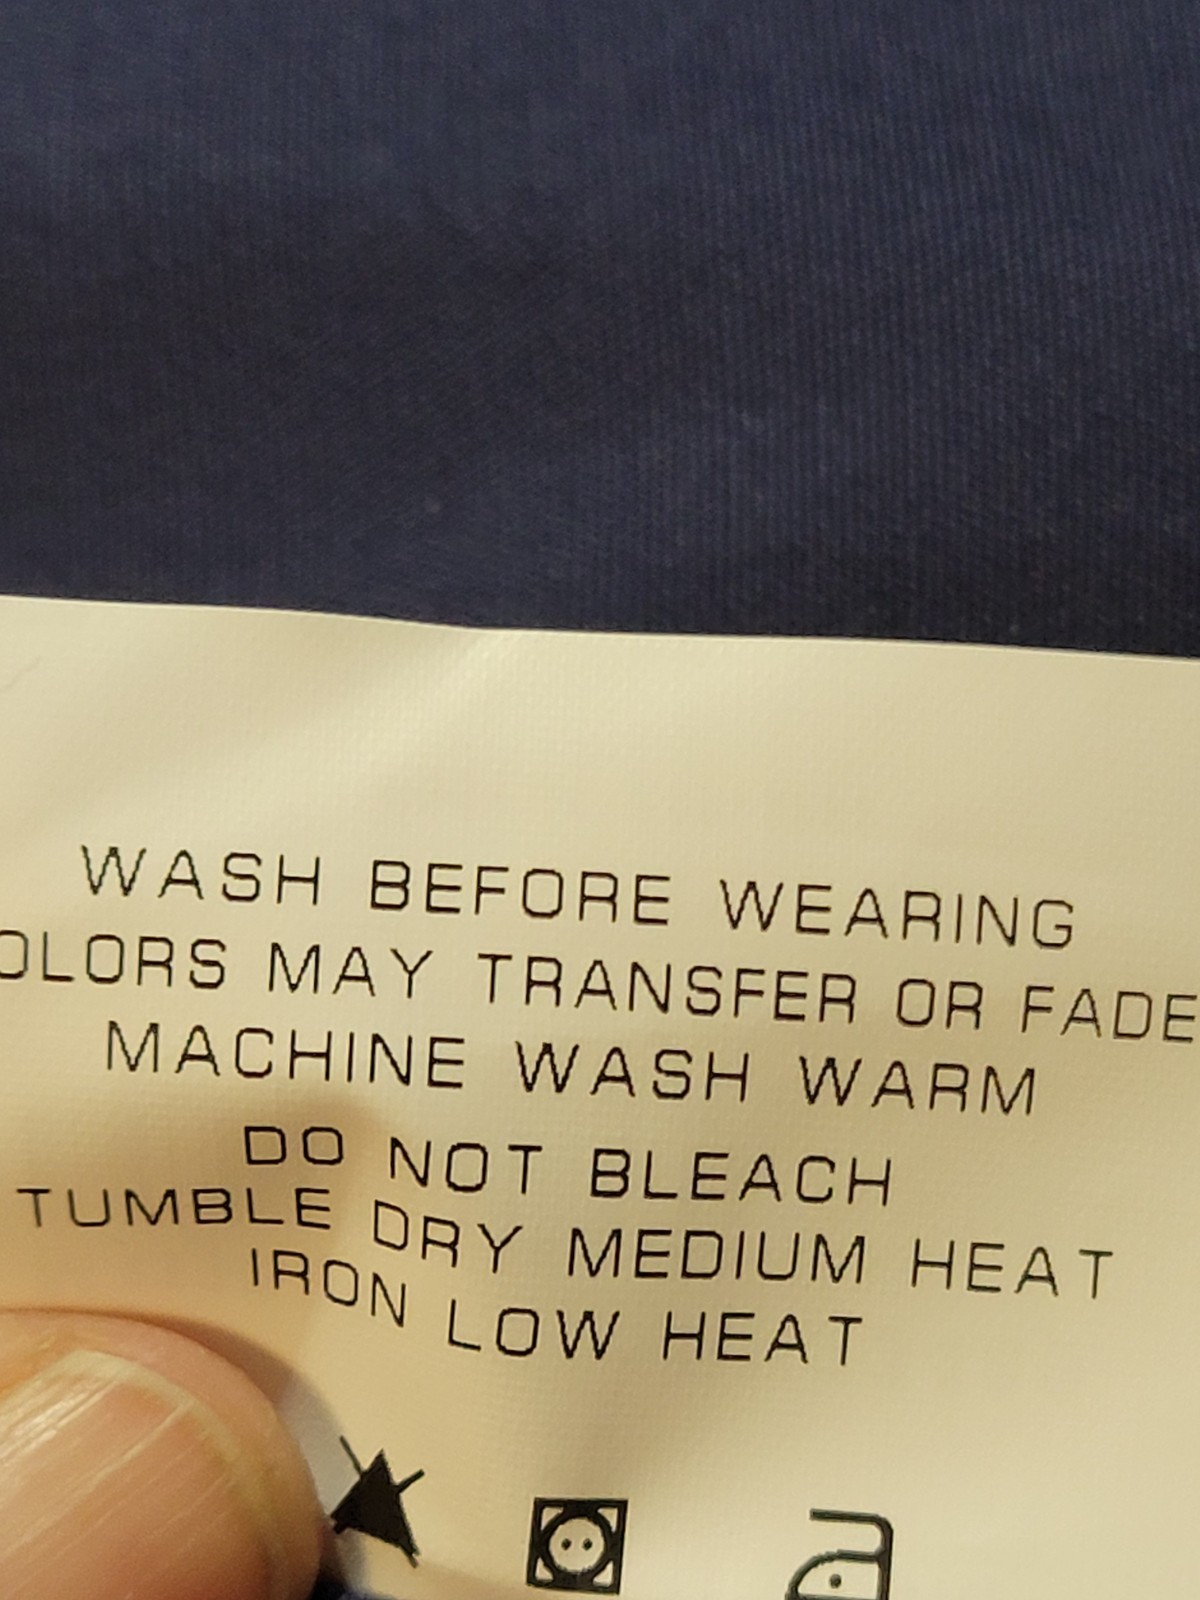 WASH BEFORE WEARING
OLORS MAY TRANSFER OR FADE
MACHINE WASH WARM
DO NOT BLEACH
TUMBLE DRY MEDIUM HEAT
IRON LOW HEAT